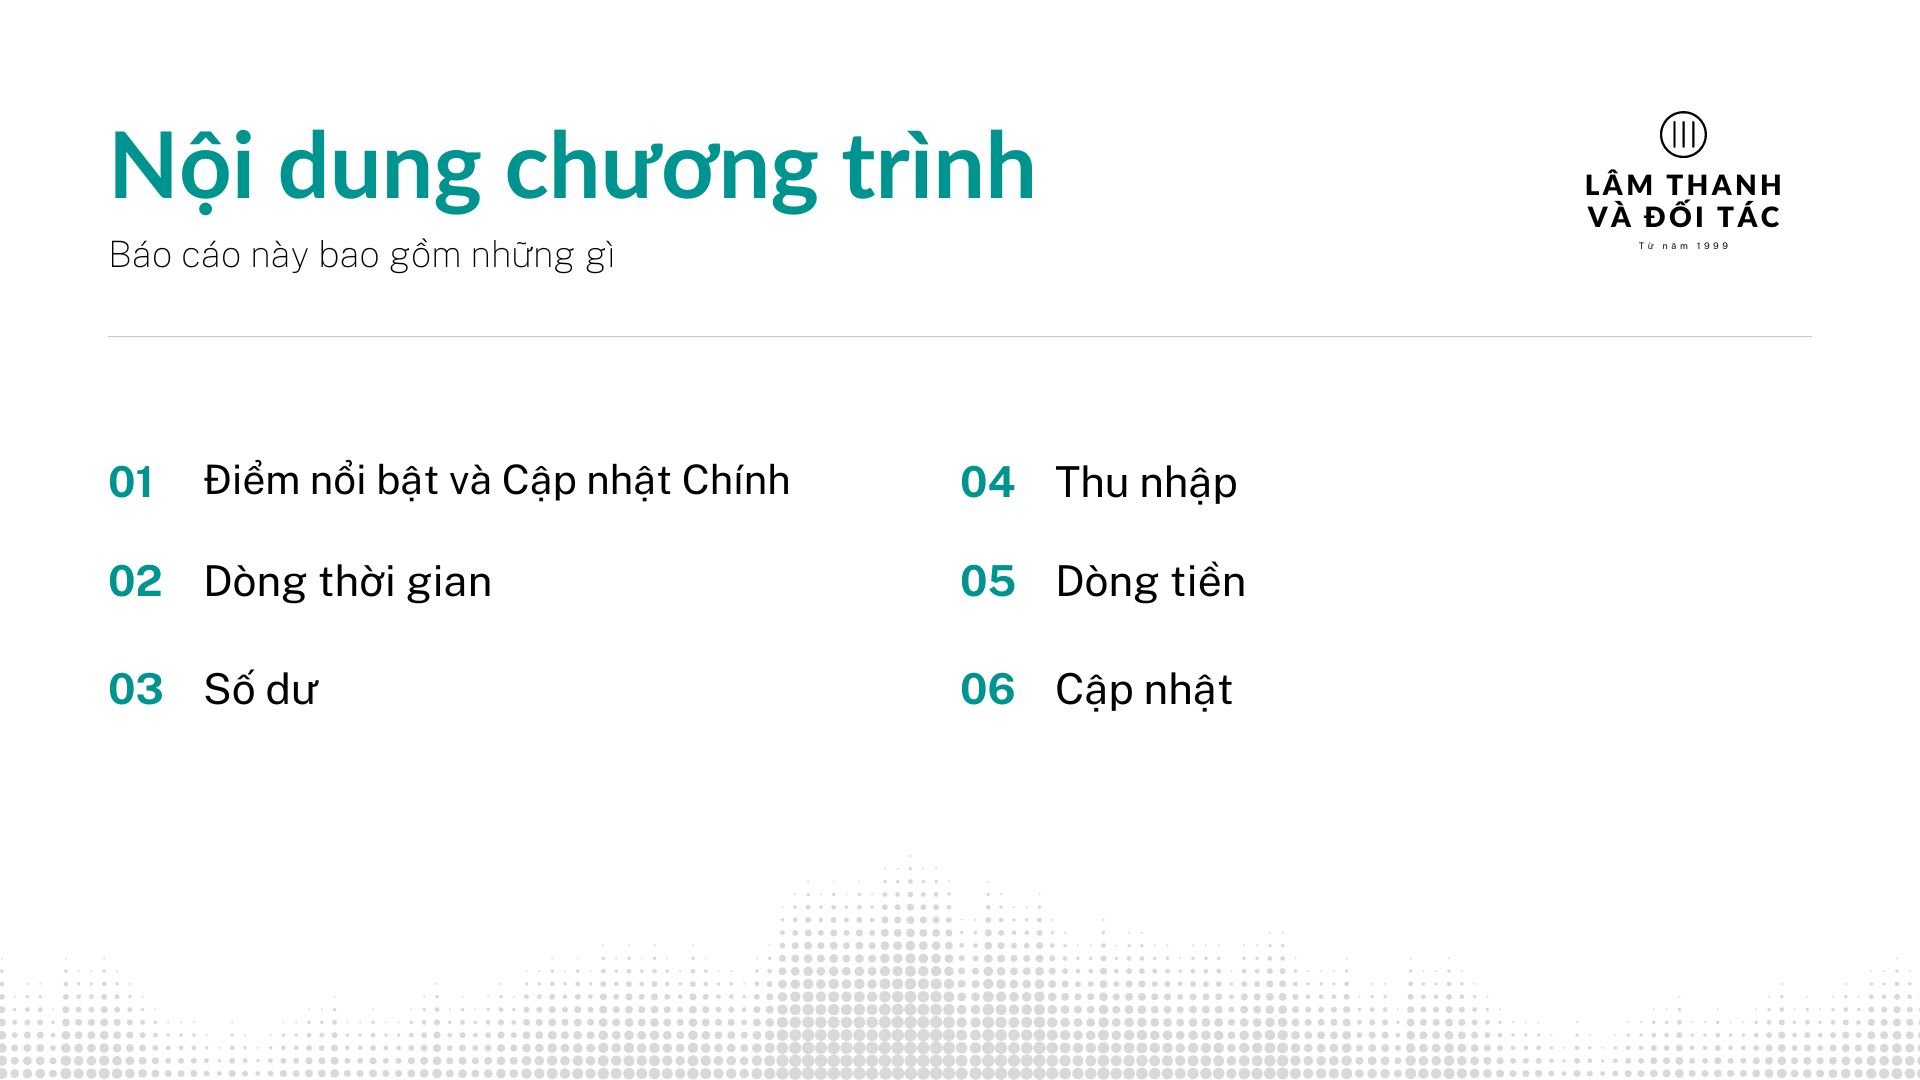 Nội dung chương trình
Báo cáo này bao gồm những gì
LÂM THANH
VÀ ĐỐI TÁC
Từ năm 1999
01 Điểm nổi bật và Cập nhật Chính
02 Dòng thời gian
03 Số dư
04 Thu nhập
05 Dòng tiền
06 Cập nhật